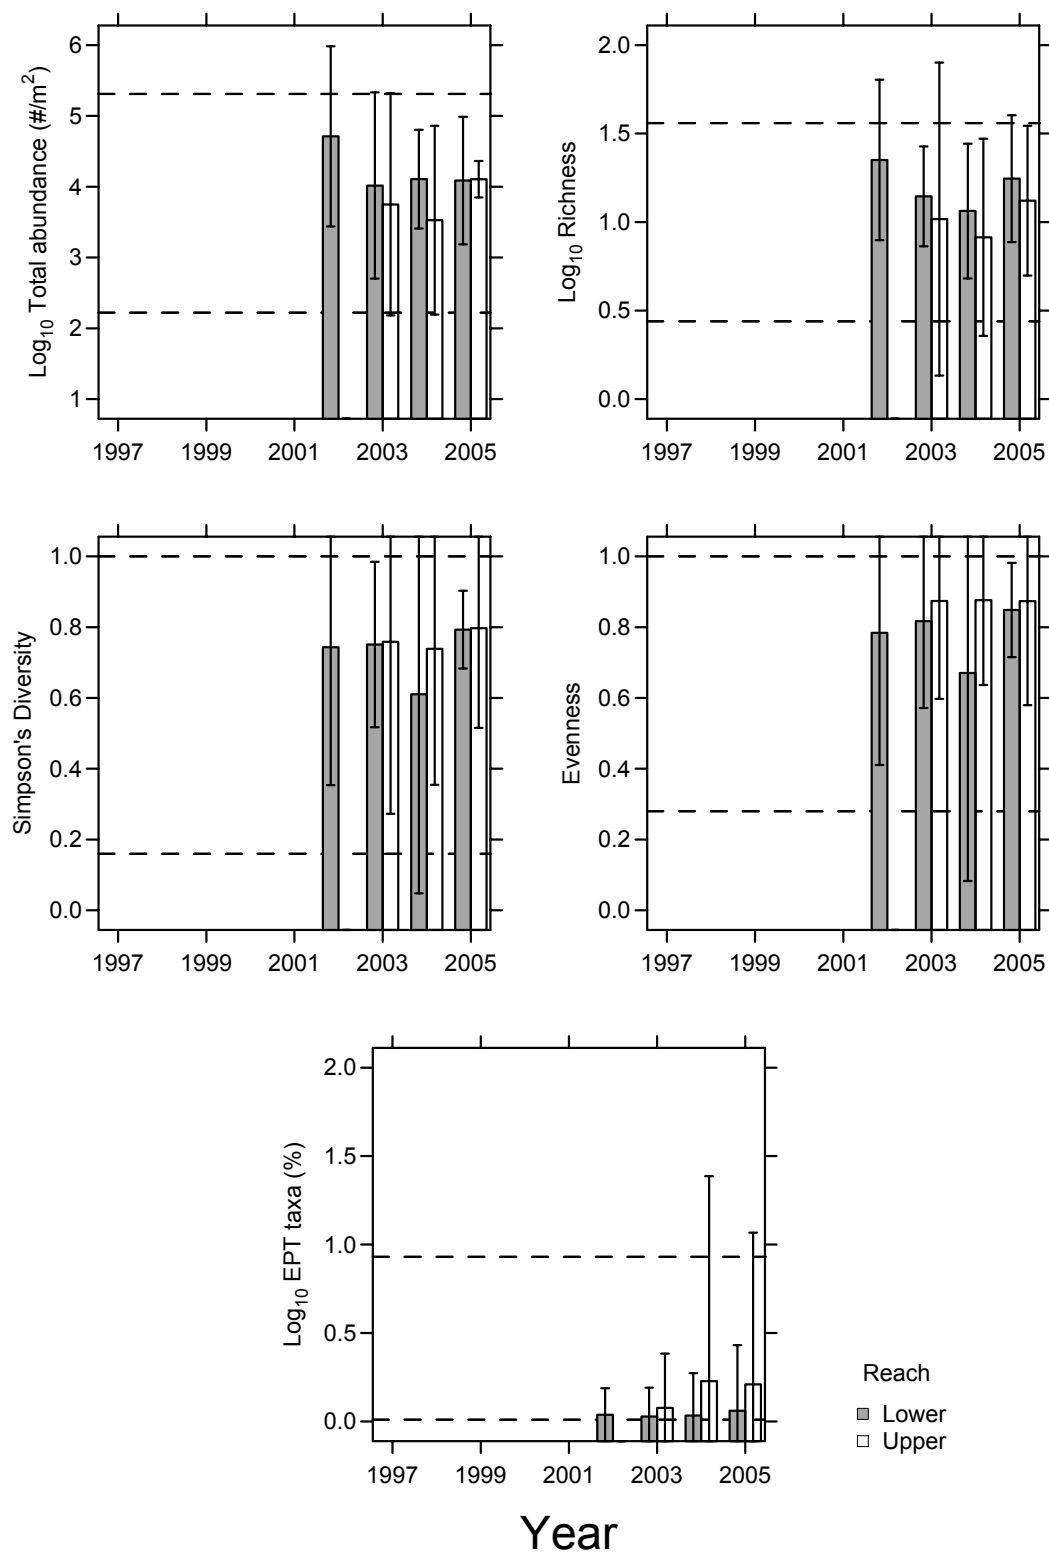 Log10 Total abundance (#/m2)
6
5
4
3
2
1
1997 1999 2001 2003 2005
Log10 Richness
2.0
1.5
1.0
0.5
0.0
1997 1999 2001 2003 2005
Simpson's Diversity
1.0
0.8
0.6
0.4
0.2
0.0
1997 1999 2001 2003 2005
Evenness
1.0
0.8
0.6
0.4
0.2
0.0
1997 1999 2001 2003 2005
Log10 EPT taxa (%)
2.0
1.5
1.0
0.5
0.0
1997 1999 2001 2003 2005
Reach
Lower
Upper
Year